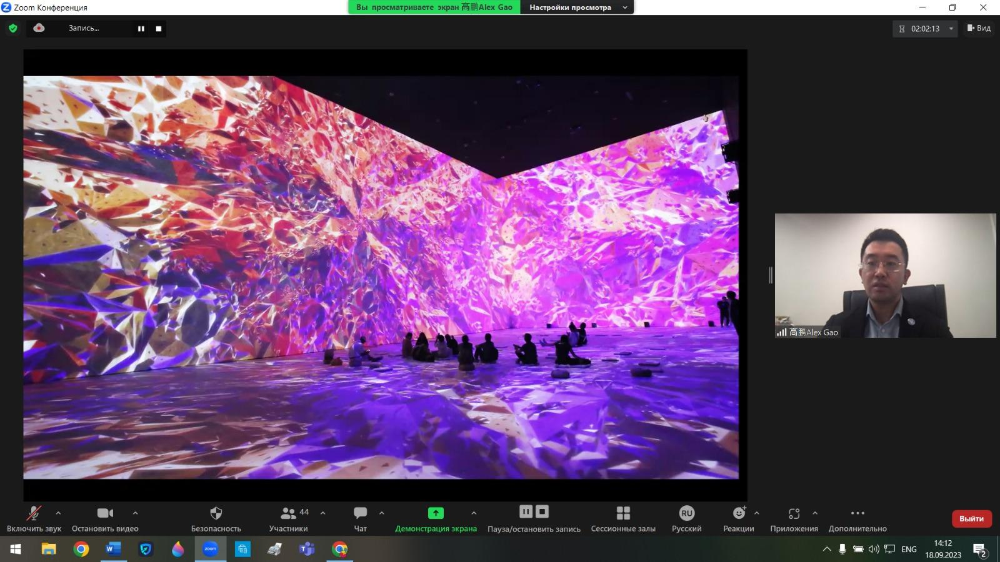 Zoom Конференция
Вы просматриваете экран 高鹏Alex Gao
Настройки просмотра
Запись...
02:02:13
Вид
高鹏Alex Gao
44
RU
Включить звук
Остановить видео
Безопасность
Участники
Чат
Демонстрация экрана
Пауза/остановить запись
Сессионные залы
Русский
Реакции
Приложения
Дополнительно
Выйти
zoom
ENG
14:12
18.09.2023
2